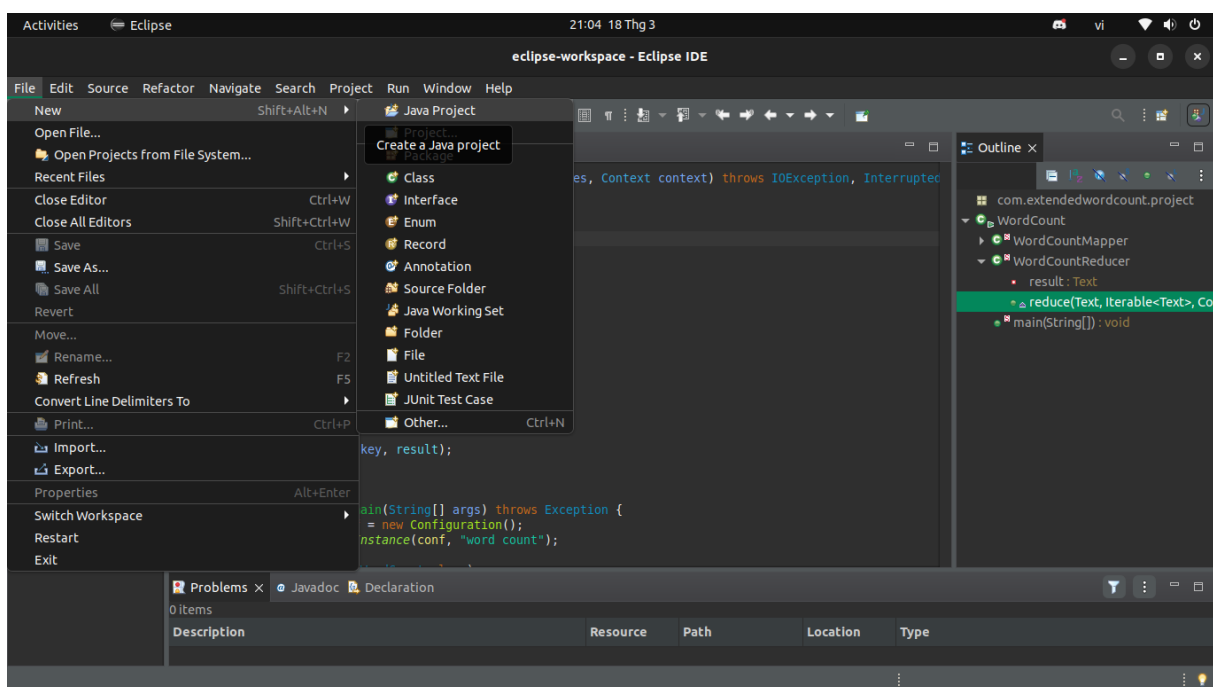 Activities Eclipse 21:04 18 Thg 3 vi
eclipse-workspace - Eclipse IDE
File Edit Source Refactor Navigate Search Project Run Window Help
New Shift+Alt+N
Open File...
Open Projects from File System...
Recent Files
Close Editor Ctrl+W
Close All Editors Shift+Ctrl+W
Save Ctrl+S
Save As...
Save All Shift+Ctrl+S
Revert
Move...
Rename... F2
Refresh F5
Convert Line Delimiters To
Print... Ctrl+P
Import...
Export...
Properties Alt+Enter
Switch Workspace
Restart
Exit
Java Project
Project...
Create a Java project
Package
Class
Interface
Enum
Record
Annotation
Source Folder
Java Working Set
Folder
File
Untitled Text File
JUnit Test Case
Other... Ctrl+N
es, Context context) throws IOException, Interrupted
key, result);
ain(String[] args) throws Exception {
= new Configuration();
nstance(conf, "word count");
Outline
com.extendedwordcount.project
WordCount
WordCountMapper
WordCountReducer
result : Text
reduce(Text, Iterable<Text>, Co
main(String[]) : void
Problems Javadoc Declaration
0 items
Description Resource Path Location Type